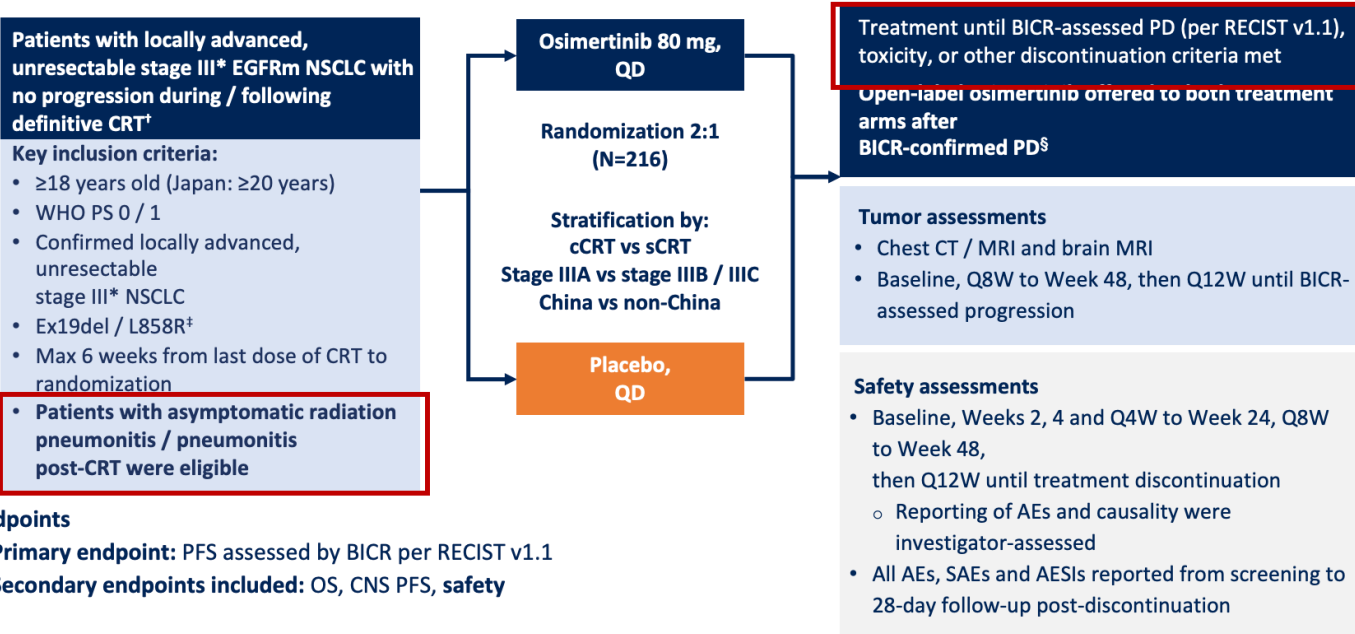 Patients with locally advanced,
unresectable stage III* EGFRm NSCLC with
no progression during / following
definitive CRT†
Key inclusion criteria:
• ≥18 years old (Japan: ≥20 years)
• WHO PS 0 / 1
• Confirmed locally advanced,
unresectable
stage III* NSCLC
• Ex19del / L858R‡
• Max 6 weeks from last dose of CRT to
randomization
• Patients with asymptomatic radiation
pneumonitis / pneumonitis
post-CRT were eligible
Osimertinib 80 mg,
QD
Randomization 2:1
(N=216)
Stratification by:
cCRT vs sCRT
Stage IIIA vs stage IIIB / IIIC
China vs non-China
Placebo,
QD
Treatment until BICR-assessed PD (per RECIST v1.1),
toxicity, or other discontinuation criteria met
Open-label osimertinib offered to both treatment
arms after
BICR-confirmed PD§
Tumor assessments
• Chest CT / MRI and brain MRI
• Baseline, Q8W to Week 48, then Q12W until BICR-
assessed progression
Safety assessments
• Baseline, Weeks 2, 4 and Q4W to Week 24, Q8W
to Week 48,
then Q12W until treatment discontinuation
o Reporting of AEs and causality were
investigator-assessed
• All AEs, SAEs and AESIs reported from screening to
28-day follow-up post-discontinuation
dpoints
Primary endpoint: PFS assessed by BICR per RECIST v1.1
Secondary endpoints included: OS, CNS PFS, safety